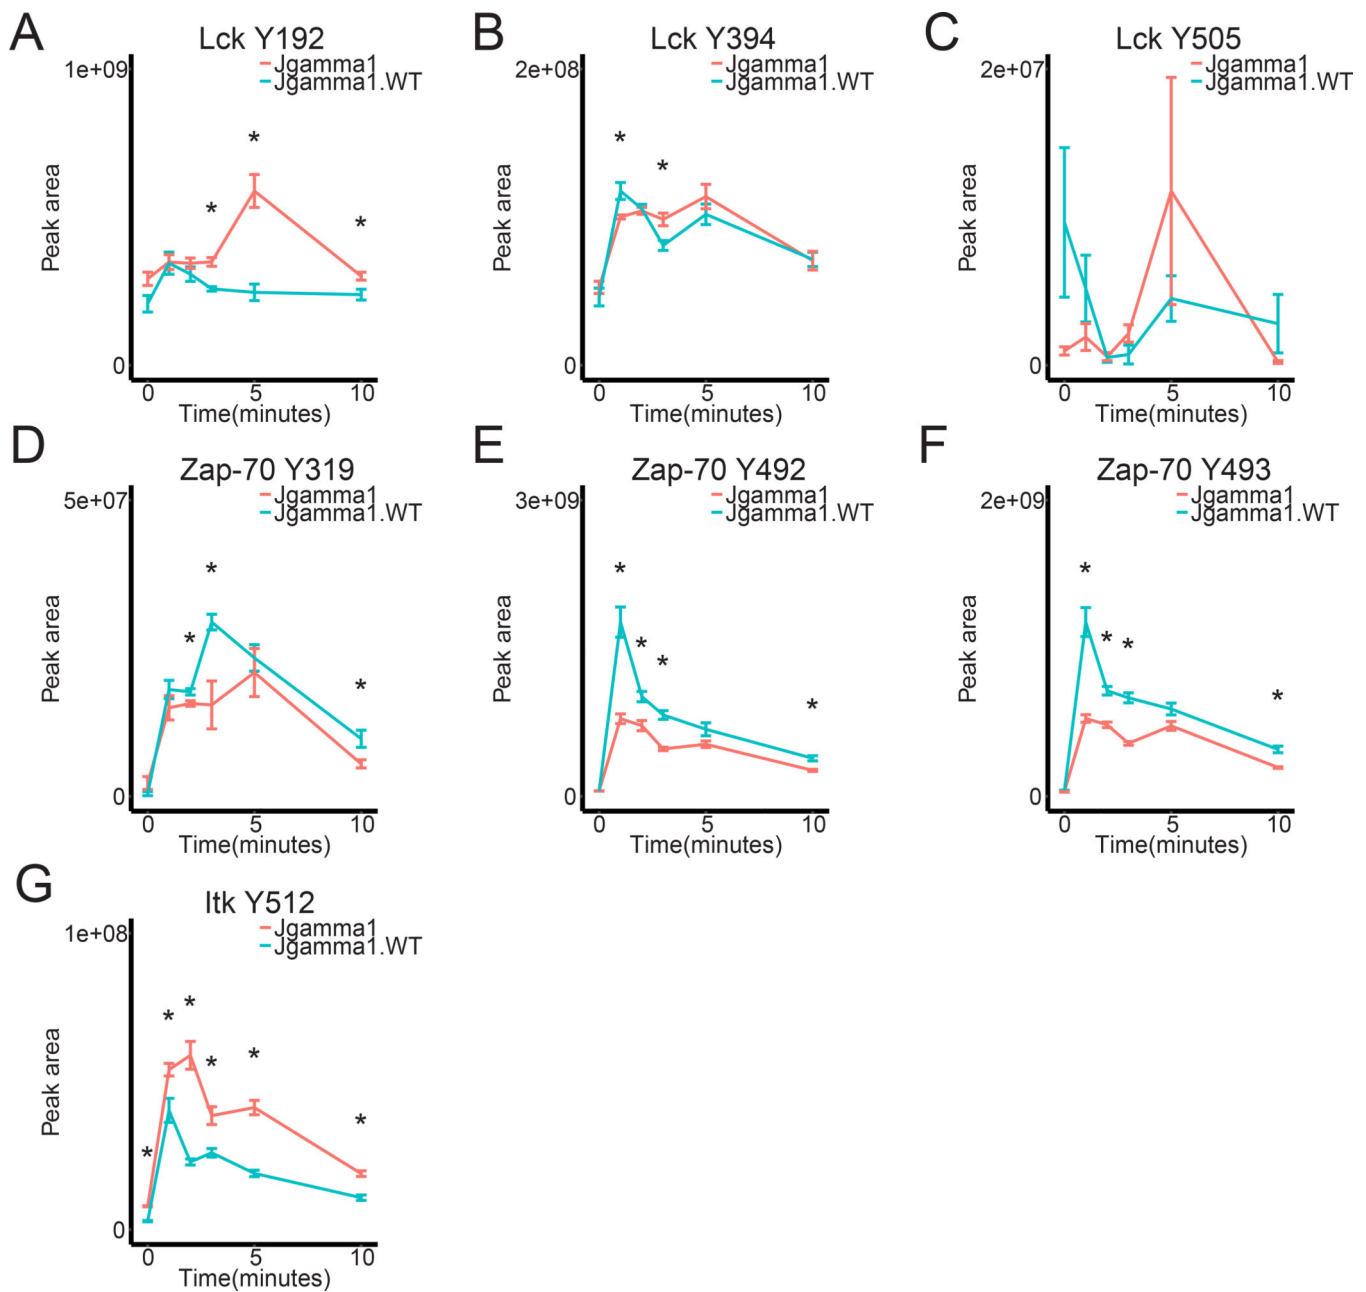 A
Lck Y192
Jgamma1
Jgamma1.WT
1e+09
Peak area
*
*
*
0
0 5 10
Time(minutes)
B
Lck Y394
Jgamma1
Jgamma1.WT
2e+08
Peak area
*
*
0
0 5 10
Time(minutes)
C
Lck Y505
Jgamma1
Jgamma1.WT
2e+07
Peak area
0
0 5 10
Time(minutes)
D
Zap-70 Y319
Jgamma1
Jgamma1.WT
5e+07
Peak area
*
*
*
0
0 5 10
Time(minutes)
E
Zap-70 Y492
Jgamma1
Jgamma1.WT
3e+09
Peak area
*
*
*
*
0
0 5 10
Time(minutes)
F
Zap-70 Y493
Jgamma1
Jgamma1.WT
2e+09
Peak area
*
*
*
*
0
0 5 10
Time(minutes)
G
Itk Y512
Jgamma1
Jgamma1.WT
1e+08
Peak area
*
*
*
*
*
*
0
0 5 10
Time(minutes)